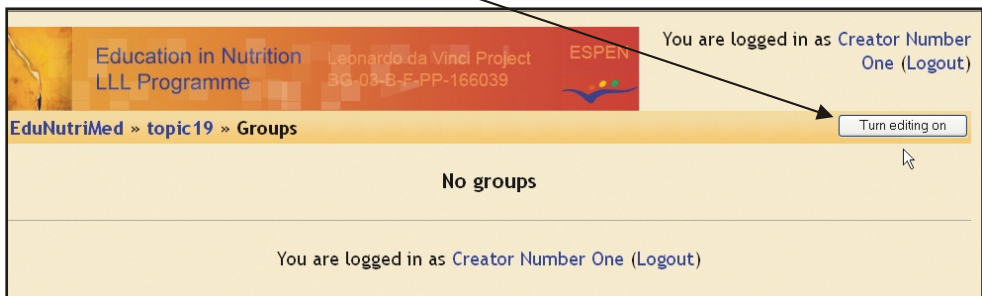 Education in Nutrition
LLL Programme
Leonardo da Vinci Project
BG-03-B-F-PP-166039
ESPEN
You are logged in as Creator Number
One (Logout)
EduNutriMed » topic19 » Groups
Turn editing on
No groups
You are logged in as Creator Number One (Logout)